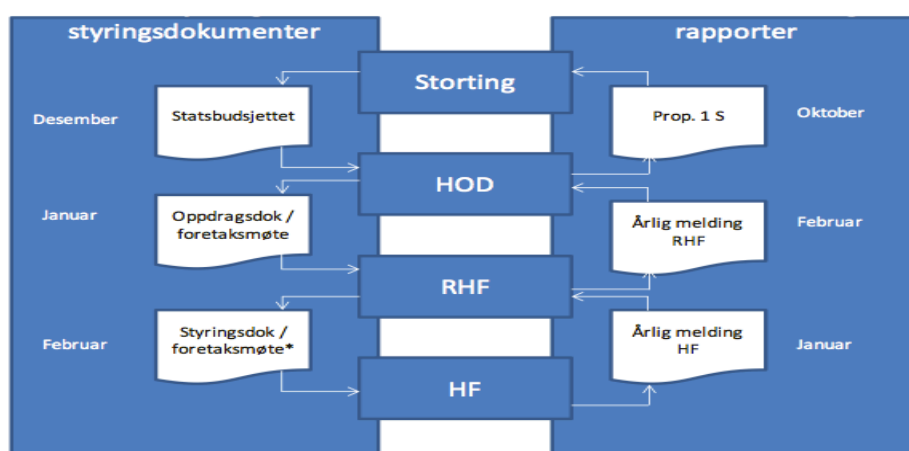 styringsdokumenter
rapporter
Storting
Desember
Statsbudsjettet
Prop. 1 S
Oktober
HOD
Januar
Oppdragsdok /
foretaksmøte
Årlig melding
RHF
Februar
RHF
Februar
Styringsdok /
foretaksmøte*
Årlig melding
HF
Januar
HF